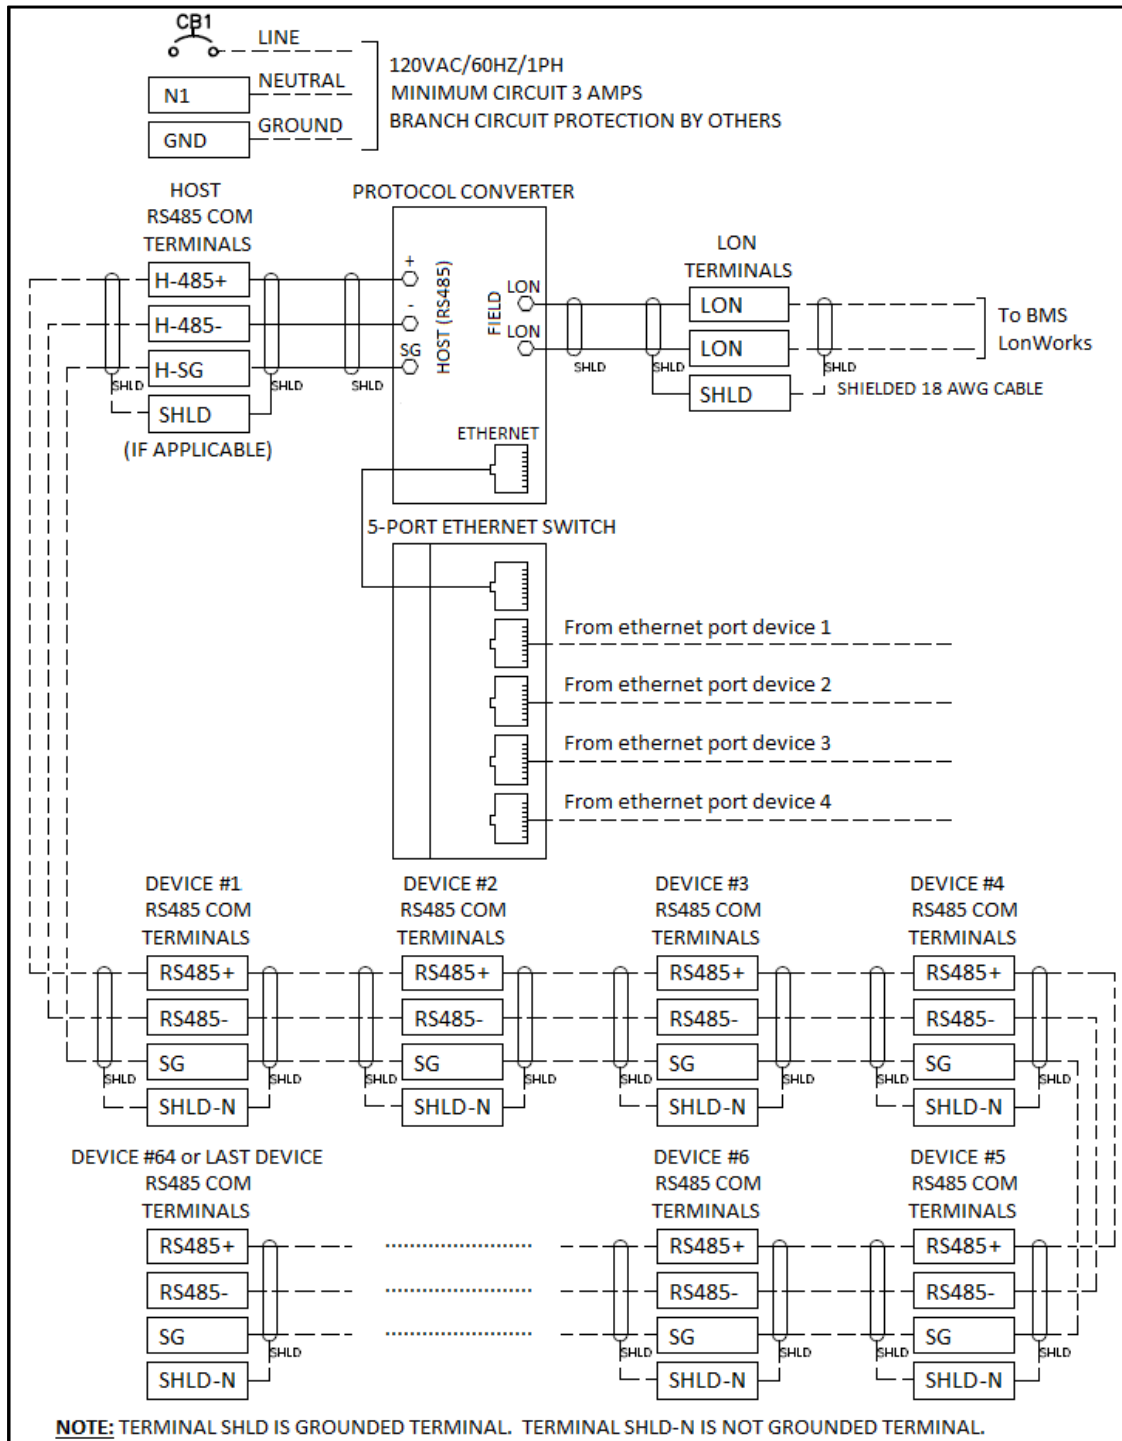 CB1
LINE
NEUTRAL
N1
GROUND
GND
120VAC/60HZ/1PH
MINIMUM CIRCUIT 3 AMPS
BRANCH CIRCUIT PROTECTION BY OTHERS
HOST
RS485 COM
TERMINALS
H-485+
H-485-
H-SG
SHLD
SHLD
SHLD
SHLD
(IF APPLICABLE)
PROTOCOL CONVERTER
+
-
SG
HOST (RS485)
FIELD
LON
LON
ETHERNET
LON
TERMINALS
LON
LON
SHLD
SHLD
SHLD
SHLD
To BMS
LonWorks
SHIELDED 18 AWG CABLE
5-PORT ETHERNET SWITCH
From ethernet port device 1
From ethernet port device 2
From ethernet port device 3
From ethernet port device 4
DEVICE #1
RS485 COM
TERMINALS
RS485+
RS485-
SG
SHLD
SHLD
SHLD-N
DEVICE #2
RS485 COM
TERMINALS
RS485+
RS485-
SG
SHLD
SHLD
SHLD-N
DEVICE #3
RS485 COM
TERMINALS
RS485+
RS485-
SG
SHLD
SHLD
SHLD-N
DEVICE #4
RS485 COM
TERMINALS
RS485+
RS485-
SG
SHLD
SHLD
SHLD-N
DEVICE #64 or LAST DEVICE
RS485 COM
TERMINALS
RS485+
RS485-
SG
SHLD
SHLD-N
DEVICE #6
RS485 COM
TERMINALS
RS485+
RS485-
SG
SHLD
SHLD
SHLD-N
DEVICE #5
RS485 COM
TERMINALS
RS485+
RS485-
SG
SHLD
SHLD
SHLD-N
NOTE: TERMINAL SHLD IS GROUNDED TERMINAL. TERMINAL SHLD-N IS NOT GROUNDED TERMINAL.